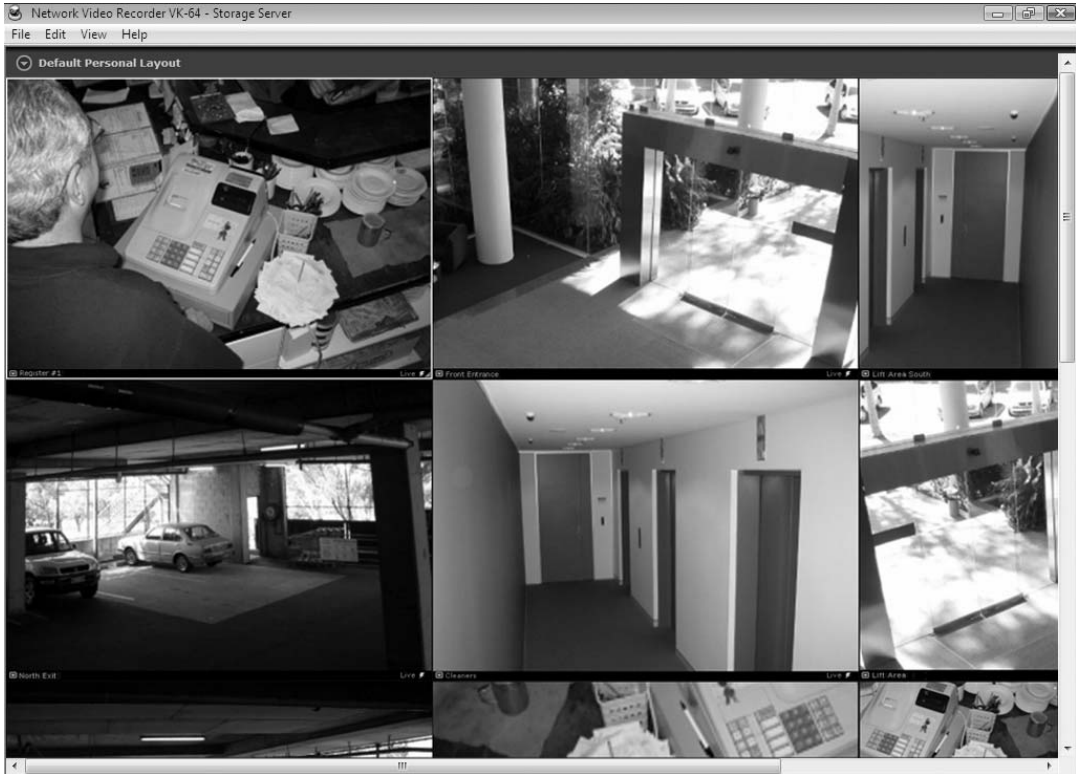 Network Video Recorder VK-64 - Storage Server
File Edit View Help
Default Personal Layout
Register #1 Live
Front Entrance Live
Lift Area South
North Exit Live
Cleaners Live
Lift Area